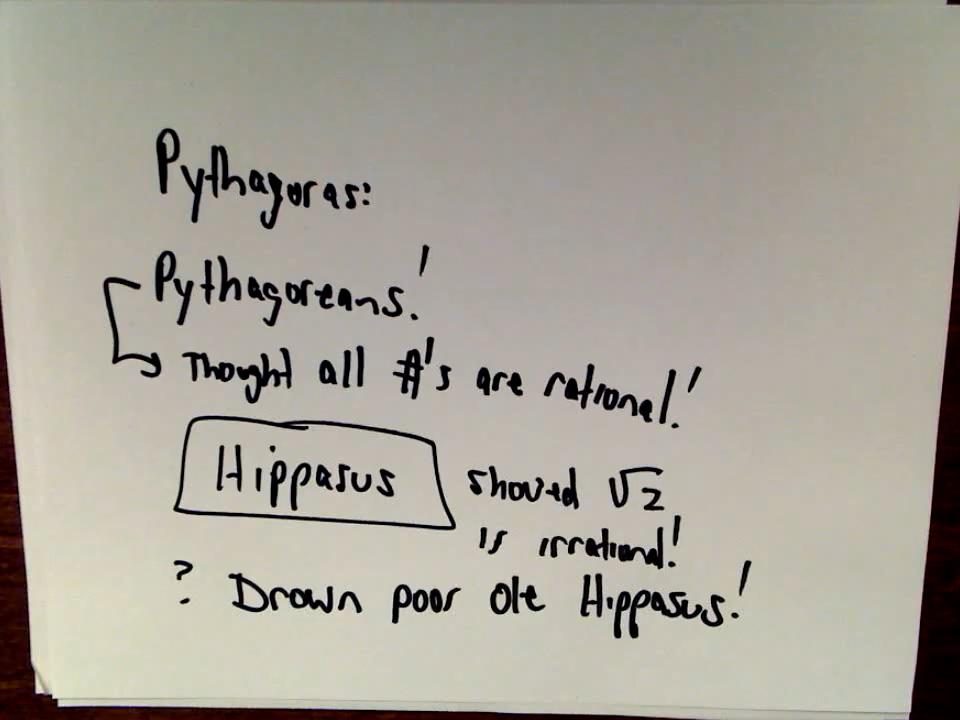 Pythagoras:
Pythagoreans!
Thought all #'s are rational!
Hippasus showed √2
is irrational!
? Drown poor ole Hippasus!